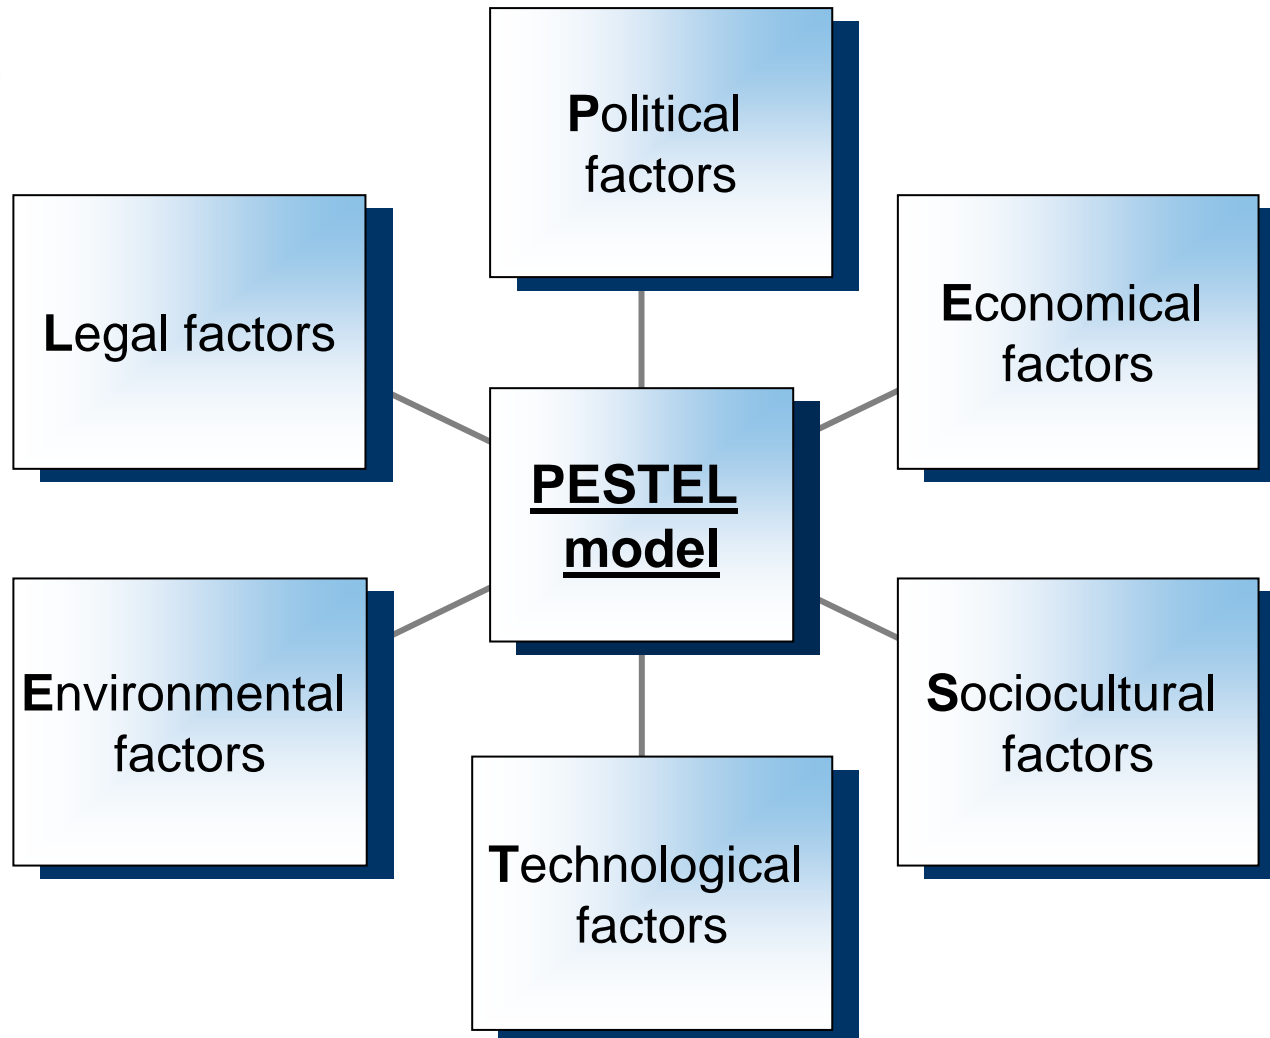 Political
factors
Economical
factors
Sociocultural
factors
Technological
factors
Environmental
factors
Legal factors
PESTEL
model